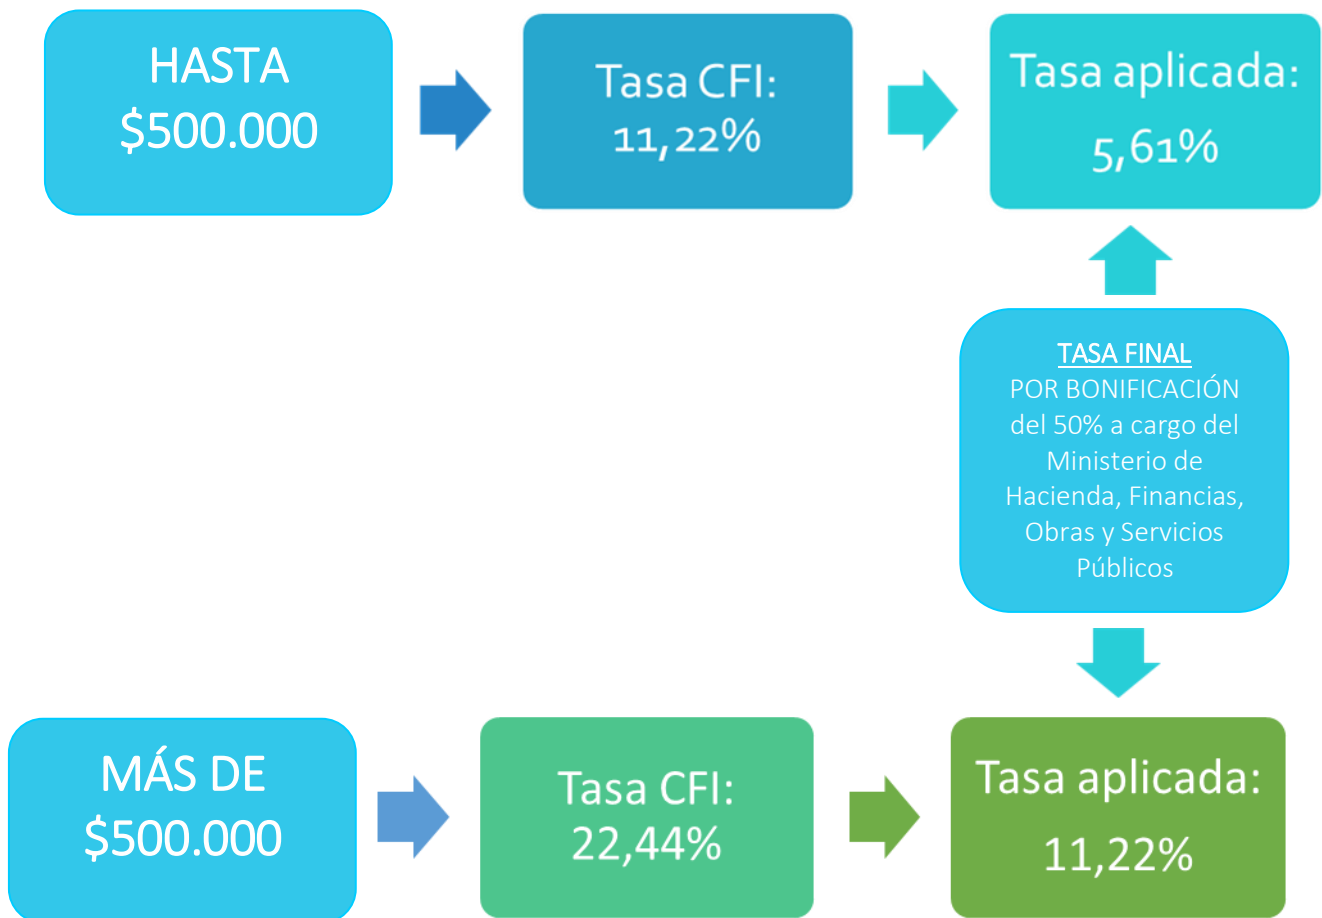 HASTA
$500.000
Tasa CFI:
11,22%
Tasa aplicada:
5,61%
TASA FINAL
POR BONIFICACIÓN
del 50% a cargo del
Ministerio de
Hacienda, Financias,
Obras y Servicios
Públicos
MÁS DE
$500.000
Tasa CFI:
22,44%
Tasa aplicada:
11,22%